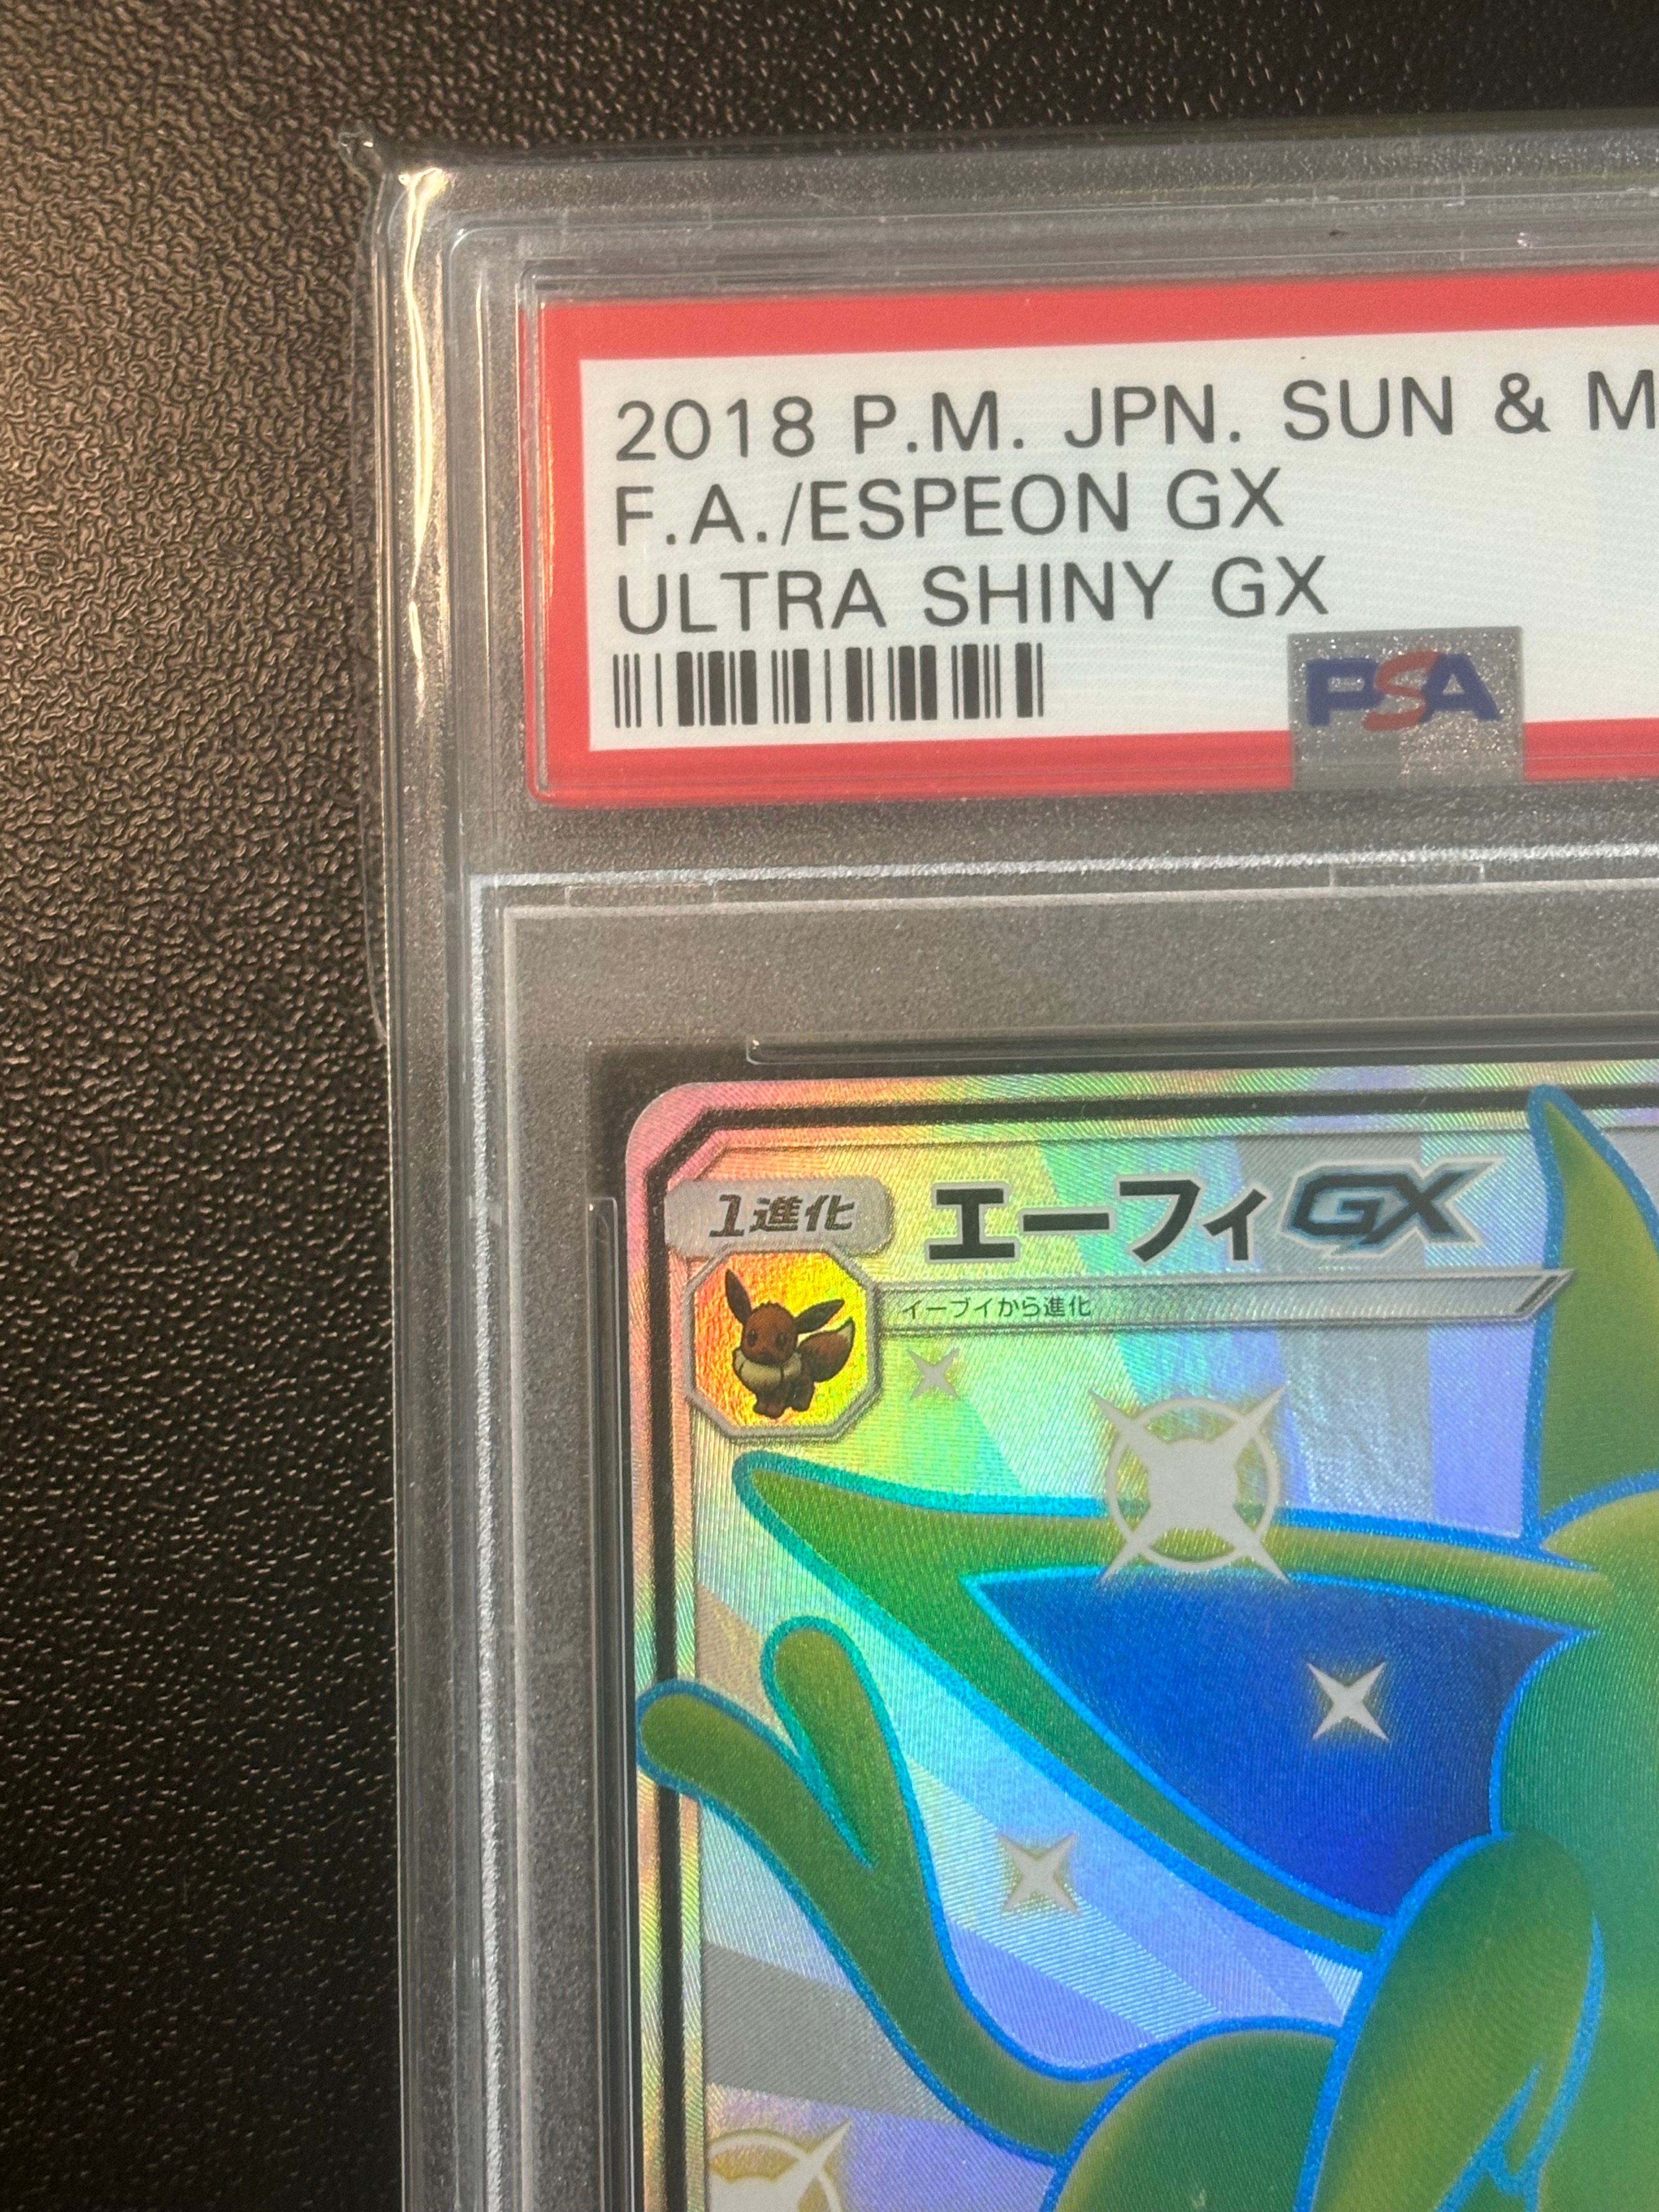 2018 P.M. JPN. SUN & M
F.A./ESPEON GX
ULTRA SHINY GX
PSA
1進化
エーフィGX
イーブイから進化